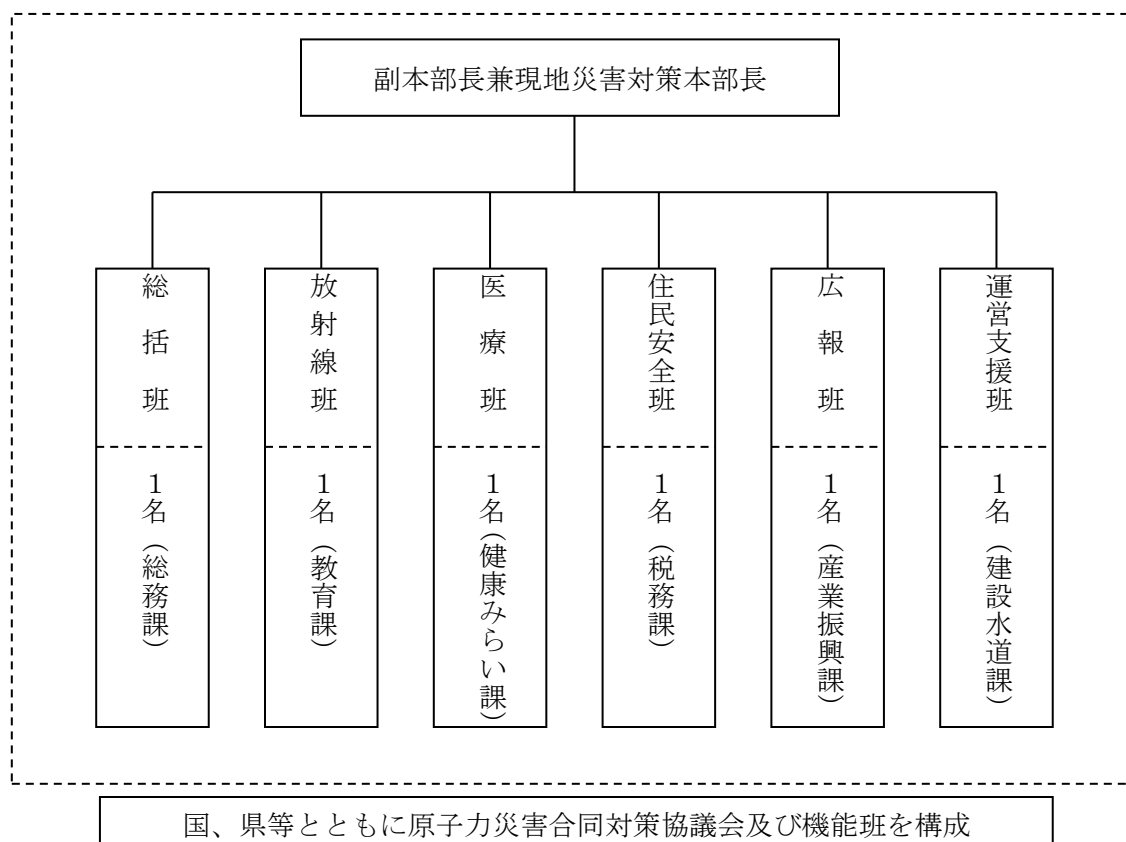 副本部長兼現地災害対策本部長
総括班
1名（総務課）
放射線班
1名（教育課）
医療班
1名（健康みらい課）
住民安全班
1名（税務課）
広報班
1名（産業振興課）
運営支援班
1名（建設水道課）
国、県等とともに原子力災害合同対策協議会及び機能班を構成